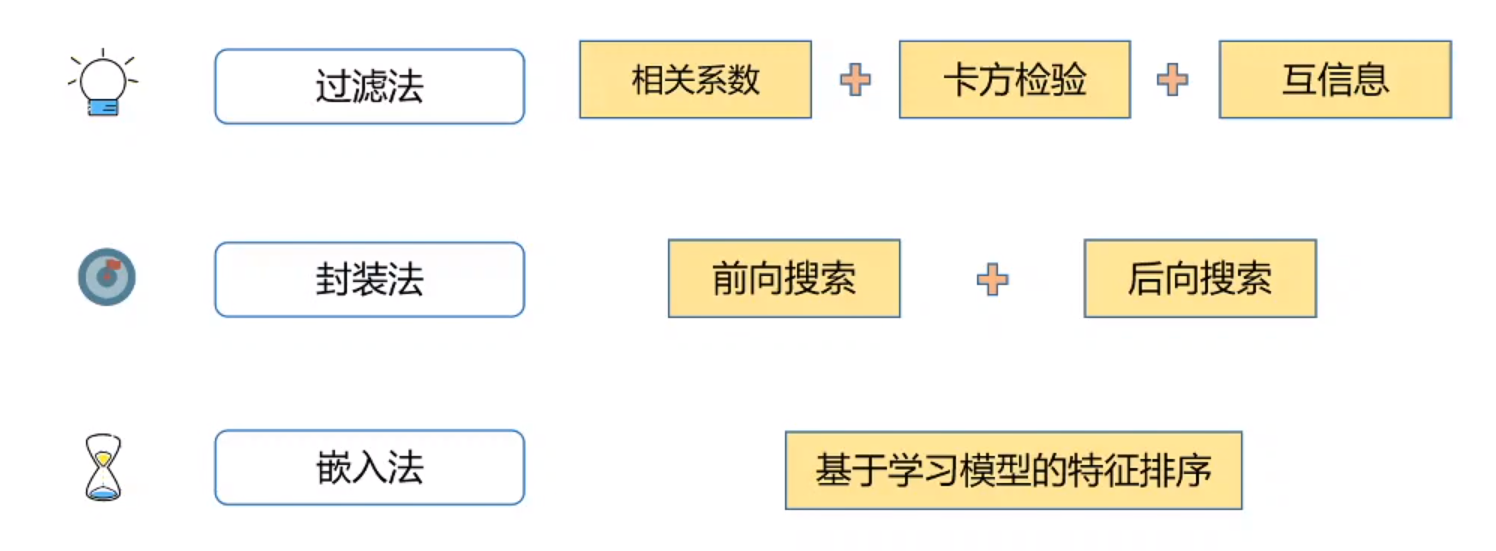 过滤法 相关系数 卡方检验 互信息
封装法 前向搜索 后向搜索
嵌入法 基于学习模型的特征排序